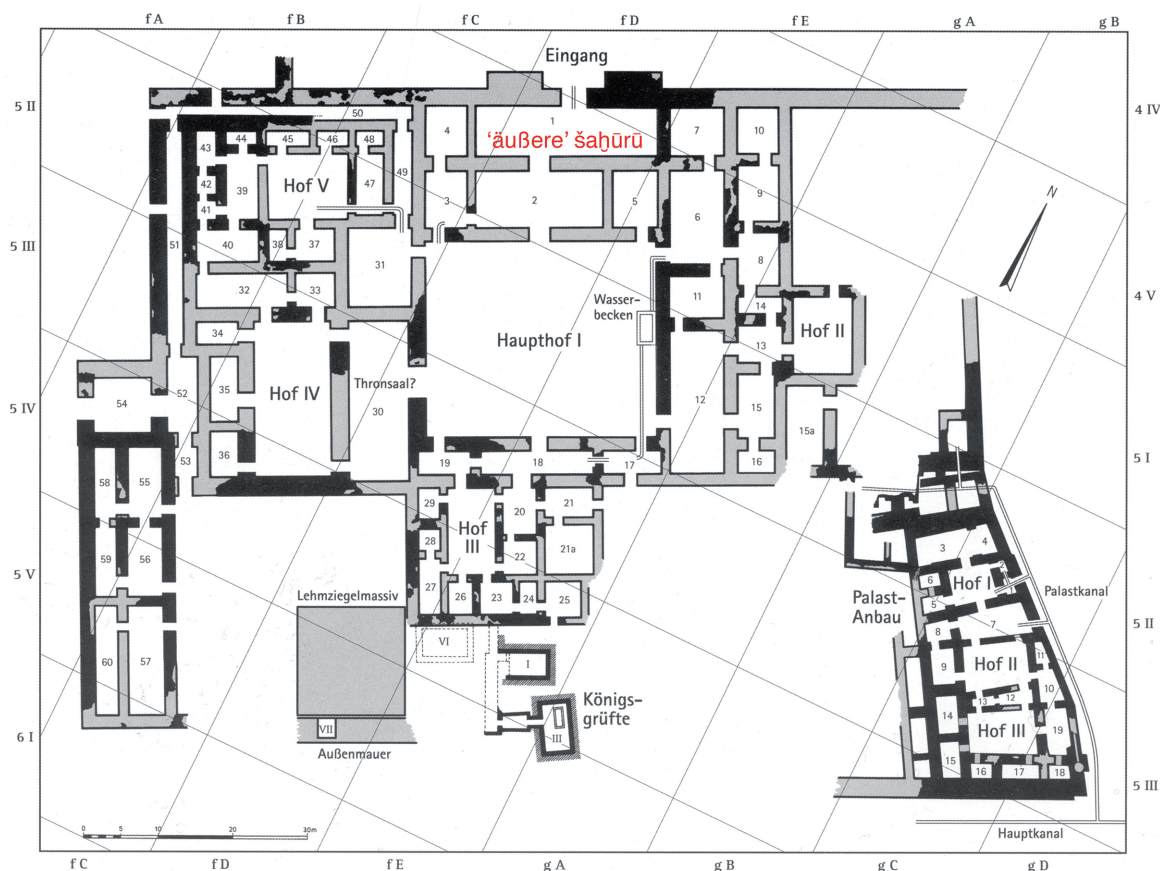 f A
f B
f C
f D
f E
g A
g B
5 II
5 III
5 IV
5 V
6 I
4 IV
4 V
5 I
5 II
5 III
f C
f D
f E
g A
g B
g C
g D
Eingang
1
'äußere' šaḫūrū
4
7
10
50
43
44
45
46
48
42
41
39
Hof V
47
49
3
2
5
6
9
8
51
40
38
37
31
32
33
34
35
Hof IV
Thronsaal?
30
36
Haupthof I
Wasser-
becken
11
14
13
Hof II
12
15
15a
16
N
52
54
53
58
55
59
56
60
57
19
18
17
29
28
27
Hof
III
20
21
21a
22
26
23
24
25
Lehmziegelmassiv
VII
Außenmauer
VI
I
III
Königs-
grüfte
Palast-
Anbau
3
4
6
Hof I
2
5
7
8
Palastkanal
9
Hof II
11
10
13
12
14
Hof III
19
15
16
17
18
Hauptkanal
0
5
10
20
30m